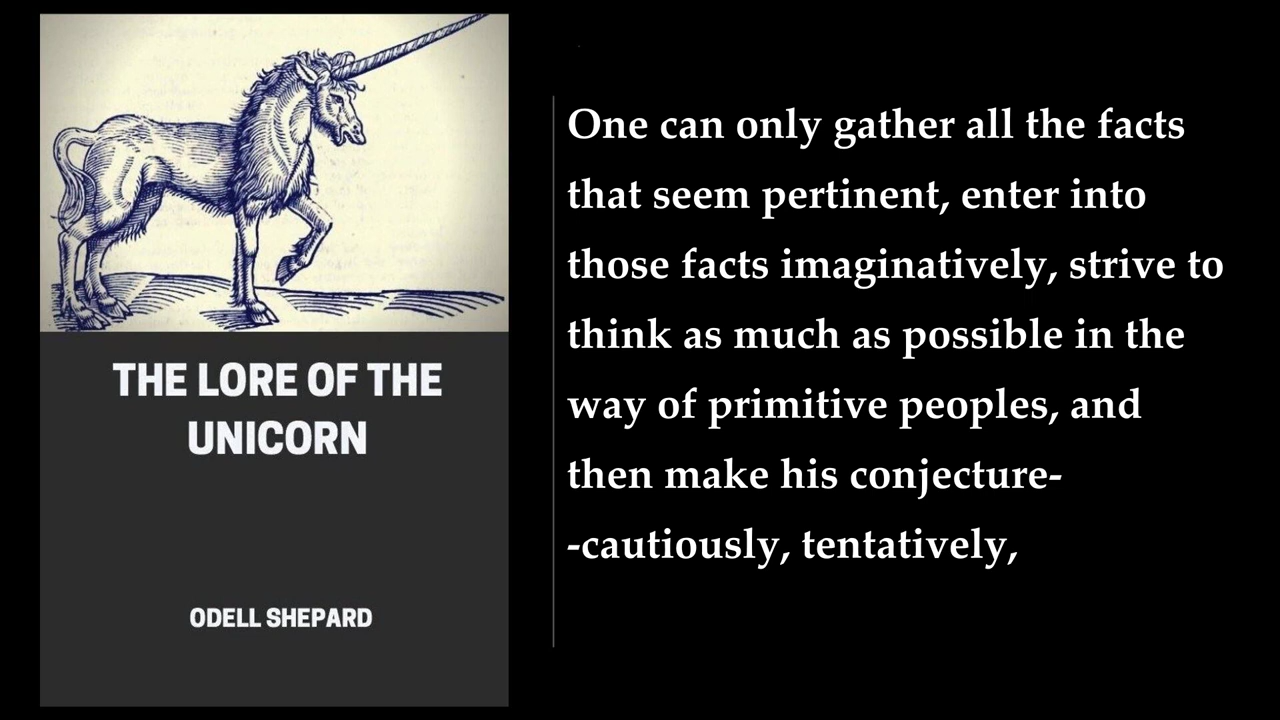 THE LORE OF THE
UNICORN
ODELL SHEPARD
One can only gather all the facts
that seem pertinent, enter into
those facts imaginatively, strive to
think as much as possible in the
way of primitive peoples, and
then make his conjecture-
-cautiously, tentatively,